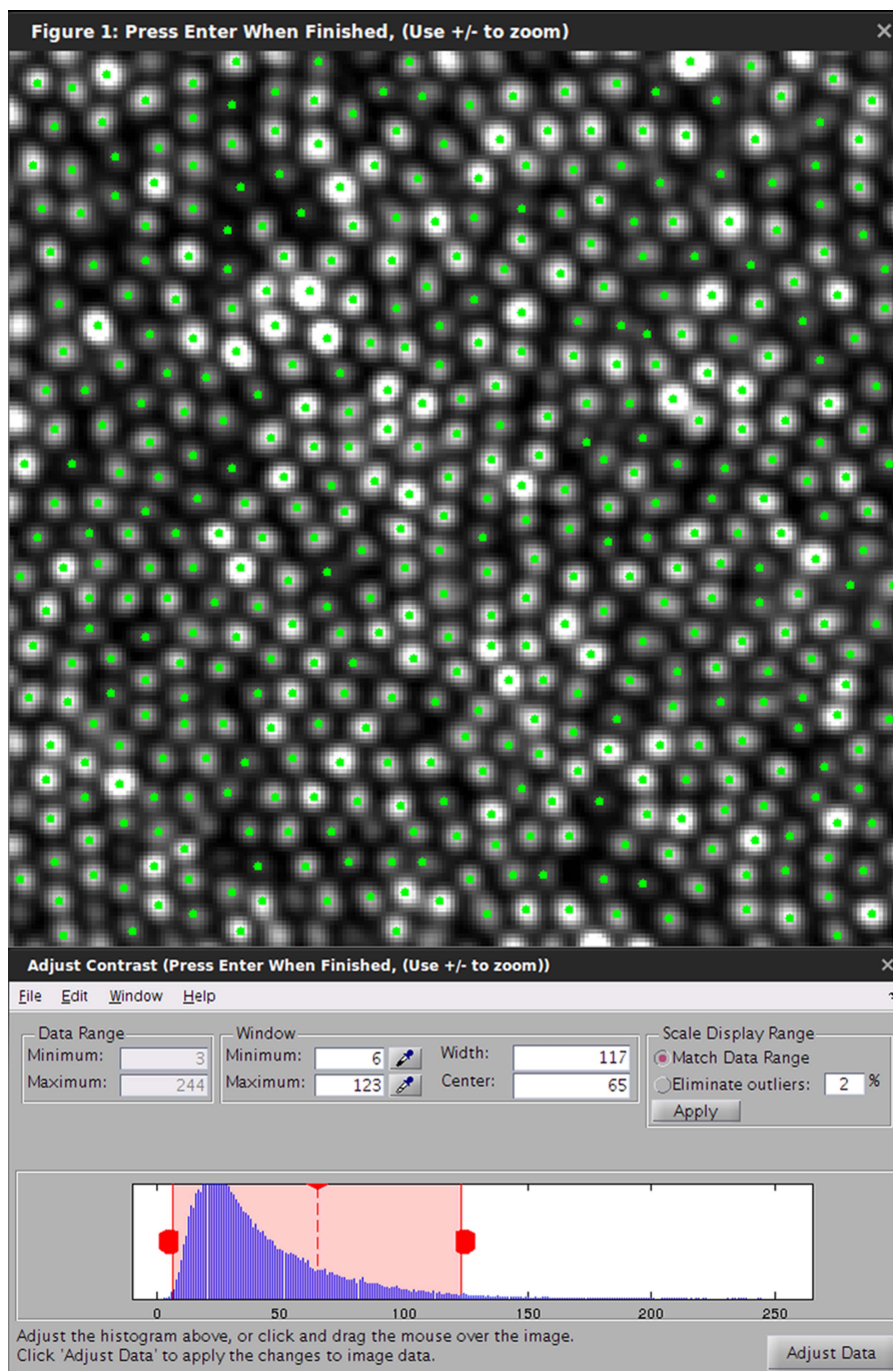 Figure 1: Press Enter When Finished, (Use +/- to zoom)
Adjust Contrast (Press Enter When Finished, (Use +/- to zoom))
File Edit Window Help
Data Range Window Scale Display Range
Minimum: 3 Minimum: 6 Width: 117 Match Data Range
Maximum: 244 Maximum: 123 Center: 65 Eliminate outliers: 2 %
Apply
0 50 100 150 200 250
Adjust the histogram above, or click and drag the mouse over the image.
Click 'Adjust Data' to apply the changes to image data.
Adjust Data